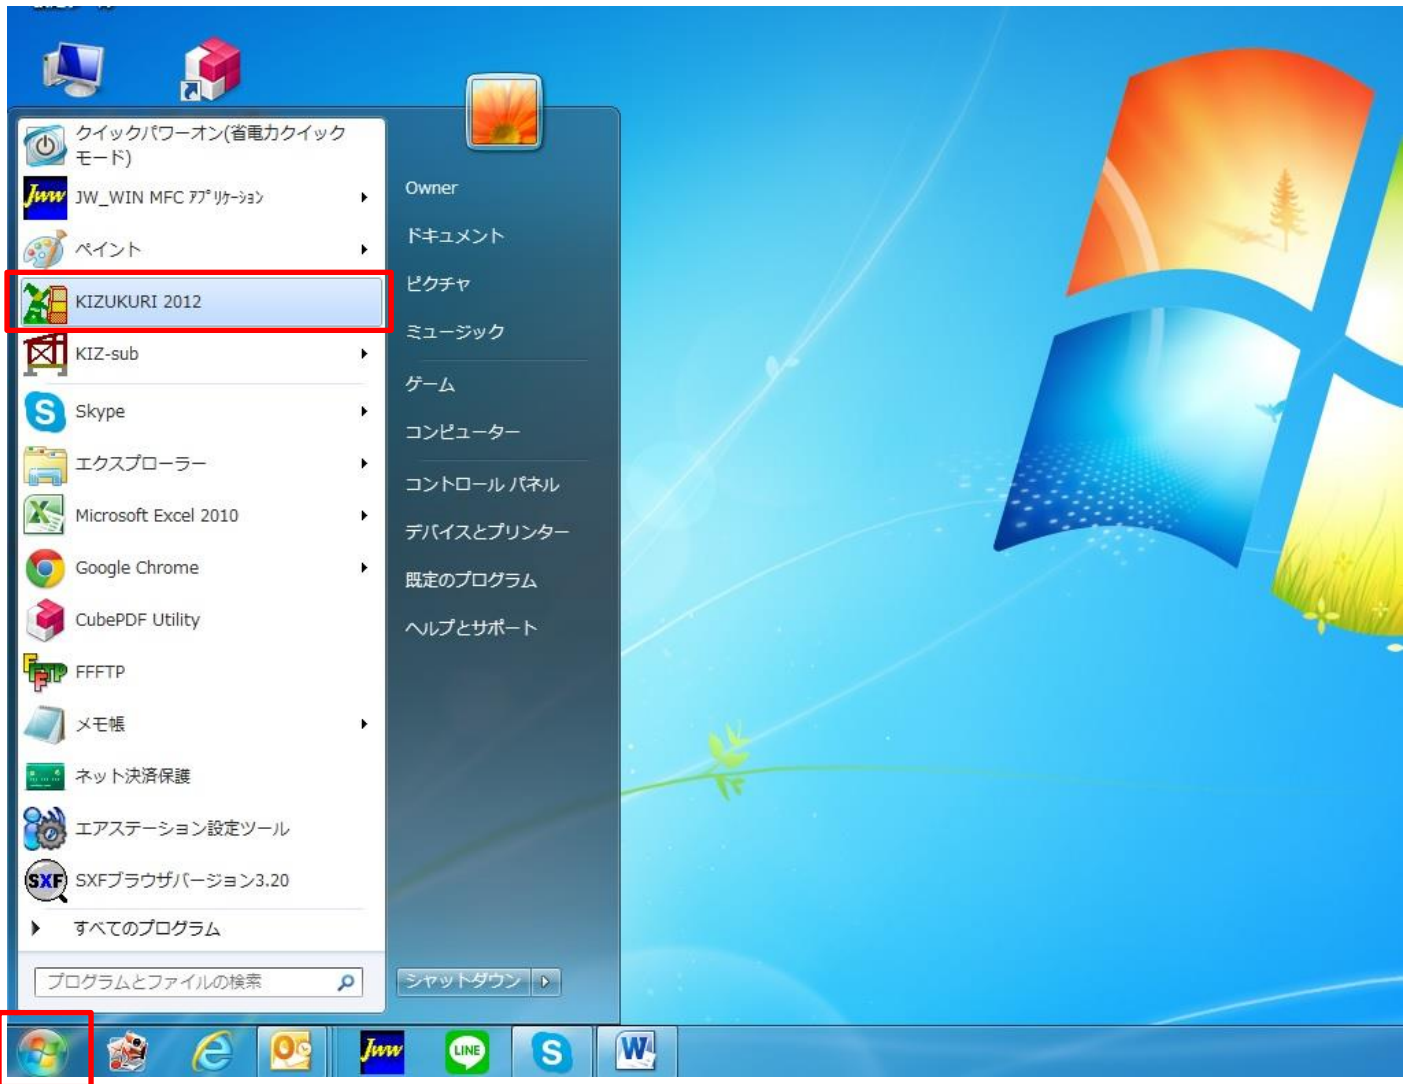 クイックパワーオン(省電力クイック
モード)
JW_WIN MFC ｱﾌﾟﾘｹｰｼｮﾝ
ペイント
KIZUKURI 2012
KIZ-sub
Skype
エクスプローラー
Microsoft Excel 2010
Google Chrome
CubePDF Utility
FFFTP
メモ帳
ネット決済保護
エアステーション設定ツール
SXF
SXFブラウザバージョン3.20
すべてのプログラム
プログラムとファイルの検索
Owner
ドキュメント
ピクチャ
ミュージック
ゲーム
コンピューター
コントロール パネル
デバイスとプリンター
既定のプログラム
ヘルプとサポート
シャットダウン
Jww
LINE